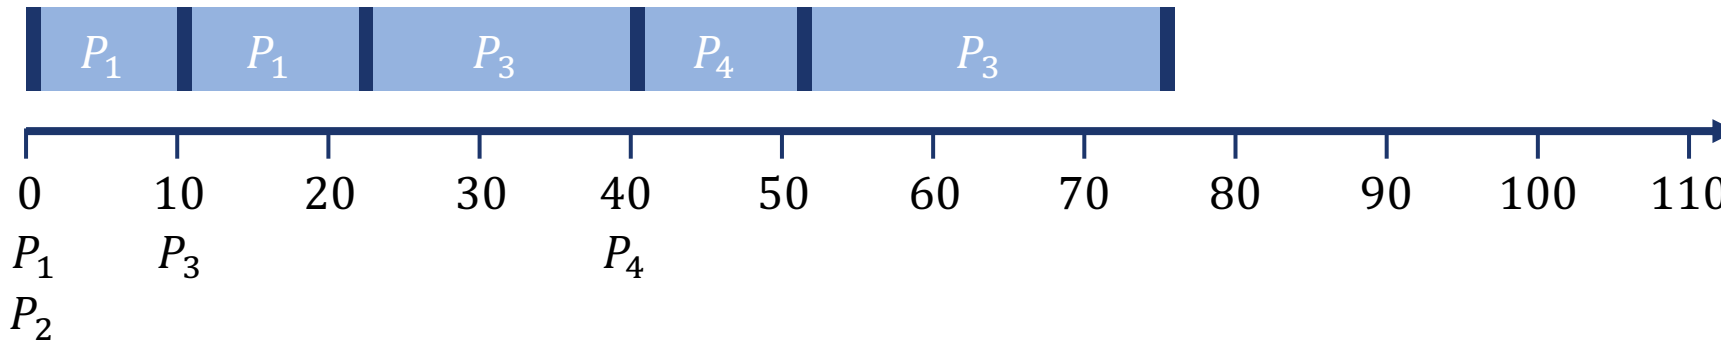 P₁ P₁ P₃ P₄ P₃
0 10 20 30 40 50 60 70 80 90 100 110
P₁ P₃ P₄
P₂